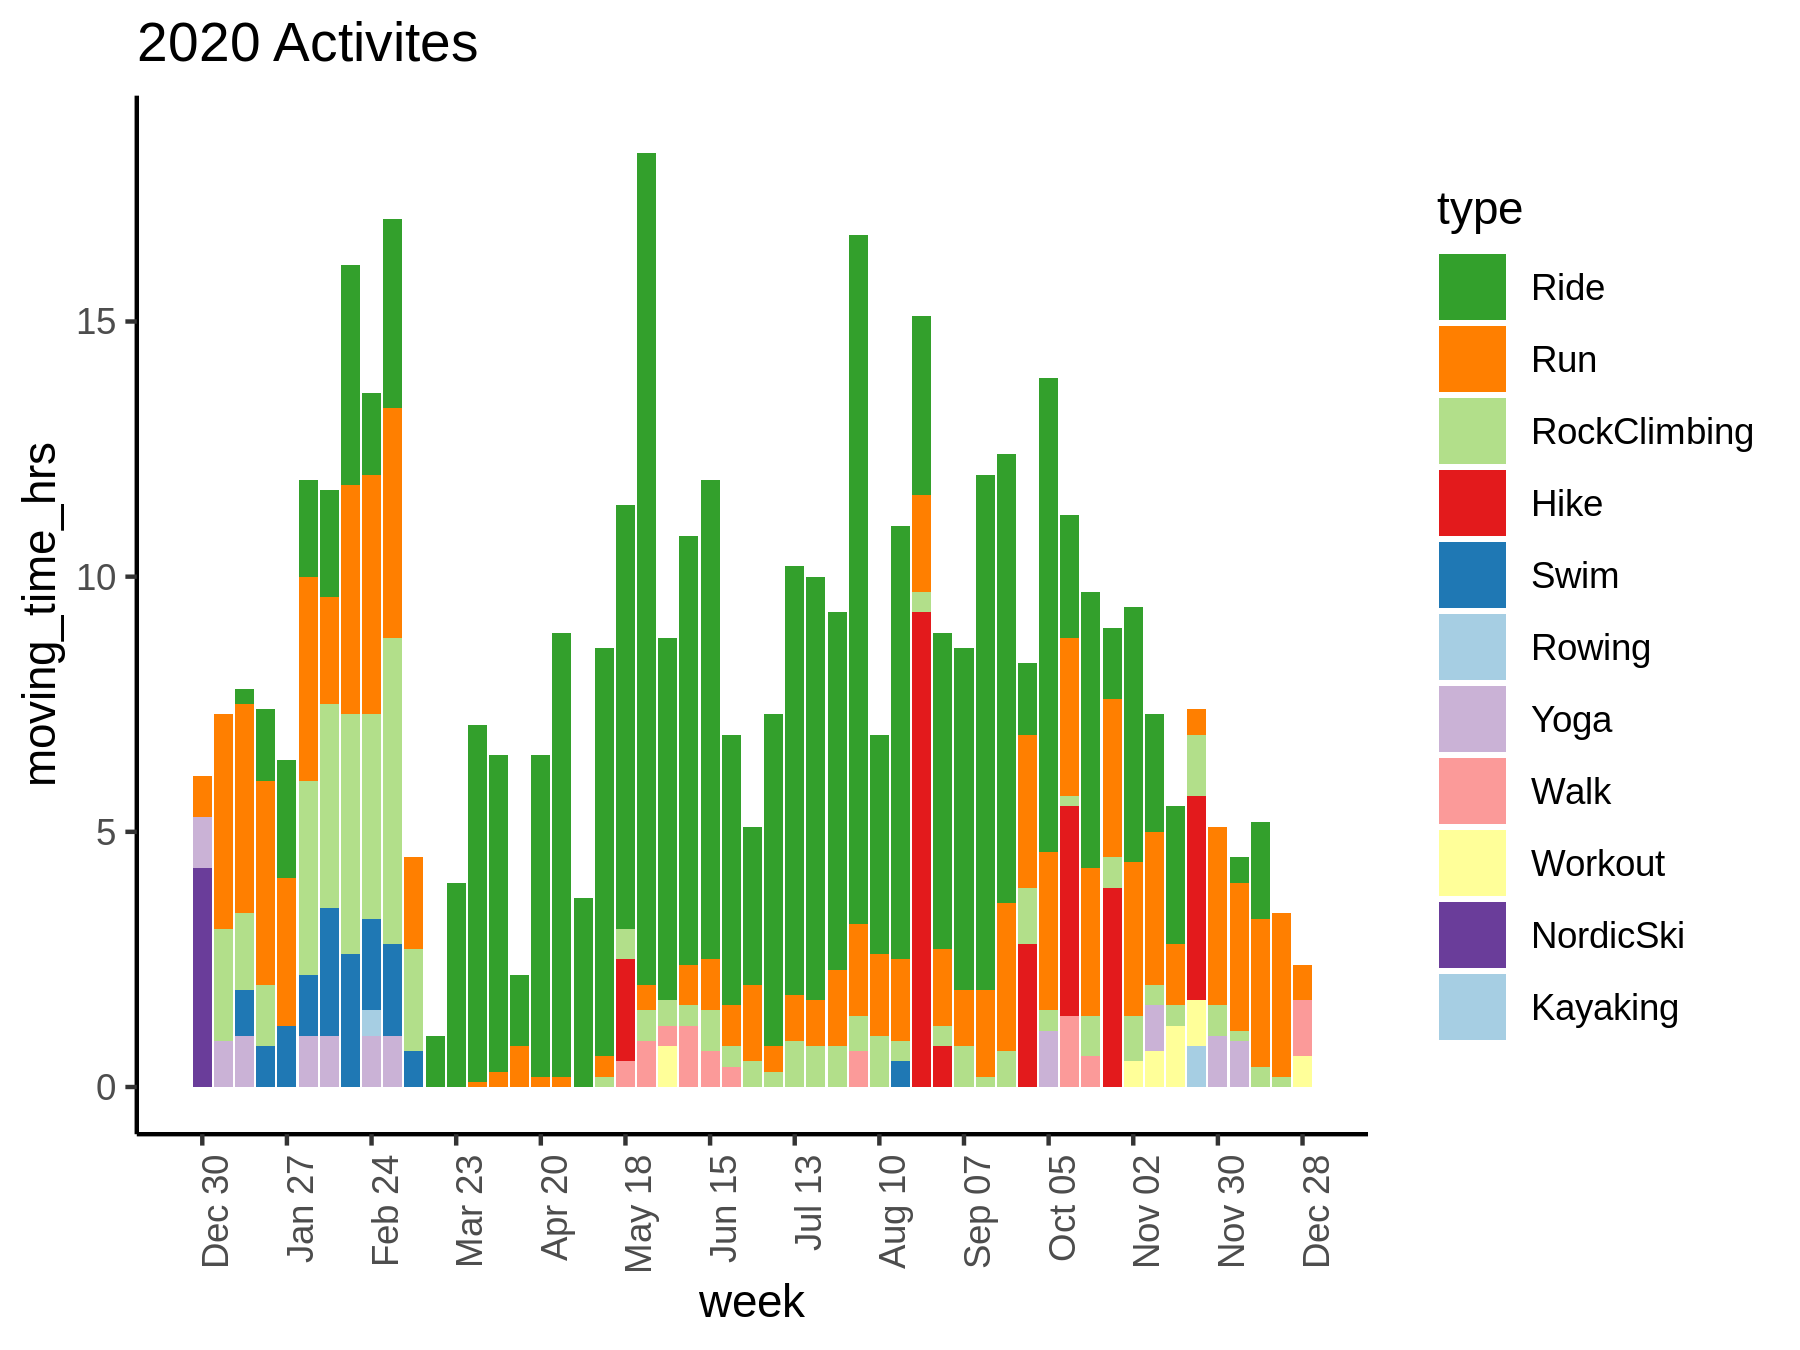 2020 Activites
moving_time_hrs
15
10
5
0
Dec 30
Jan 27
Feb 24
Mar 23
Apr 20
May 18
Jun 15
Jul 13
Aug 10
Sep 07
Oct 05
Nov 02
Nov 30
Dec 28
week
type
Ride
Run
RockClimbing
Hike
Swim
Rowing
Yoga
Walk
Workout
NordicSki
Kayaking